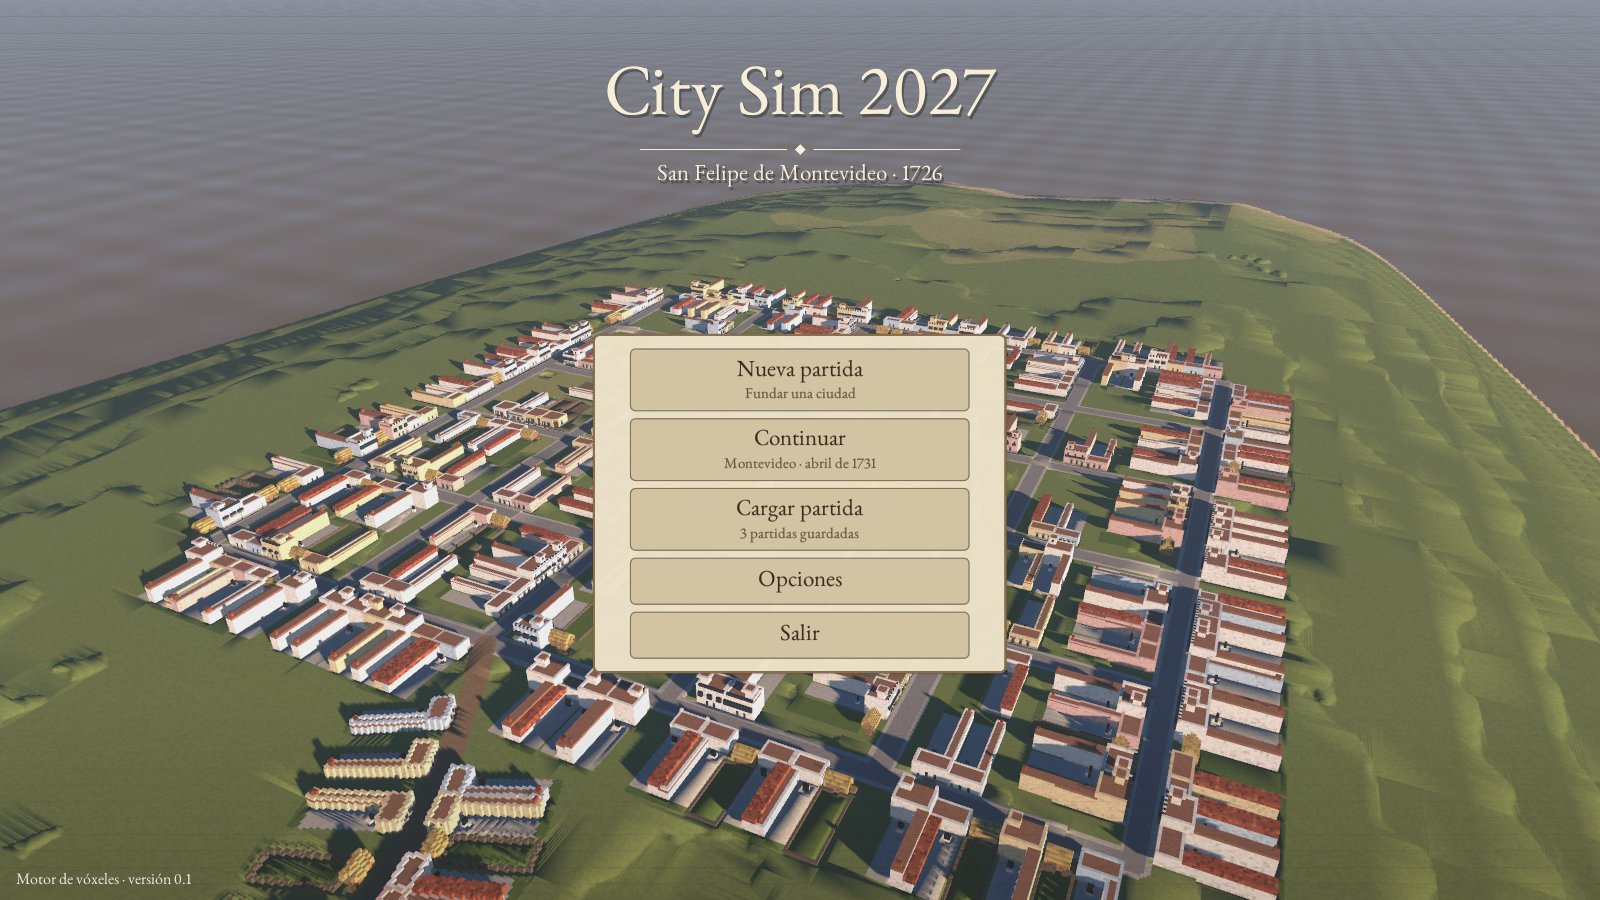 City Sim 2027
San Felipe de Montevideo · 1726
Nueva partida
Fundar una ciudad
Continuar
Montevideo · abril de 1731
Cargar partida
3 partidas guardadas
Opciones
Salir
Motor de vóxeles · versión 0.1